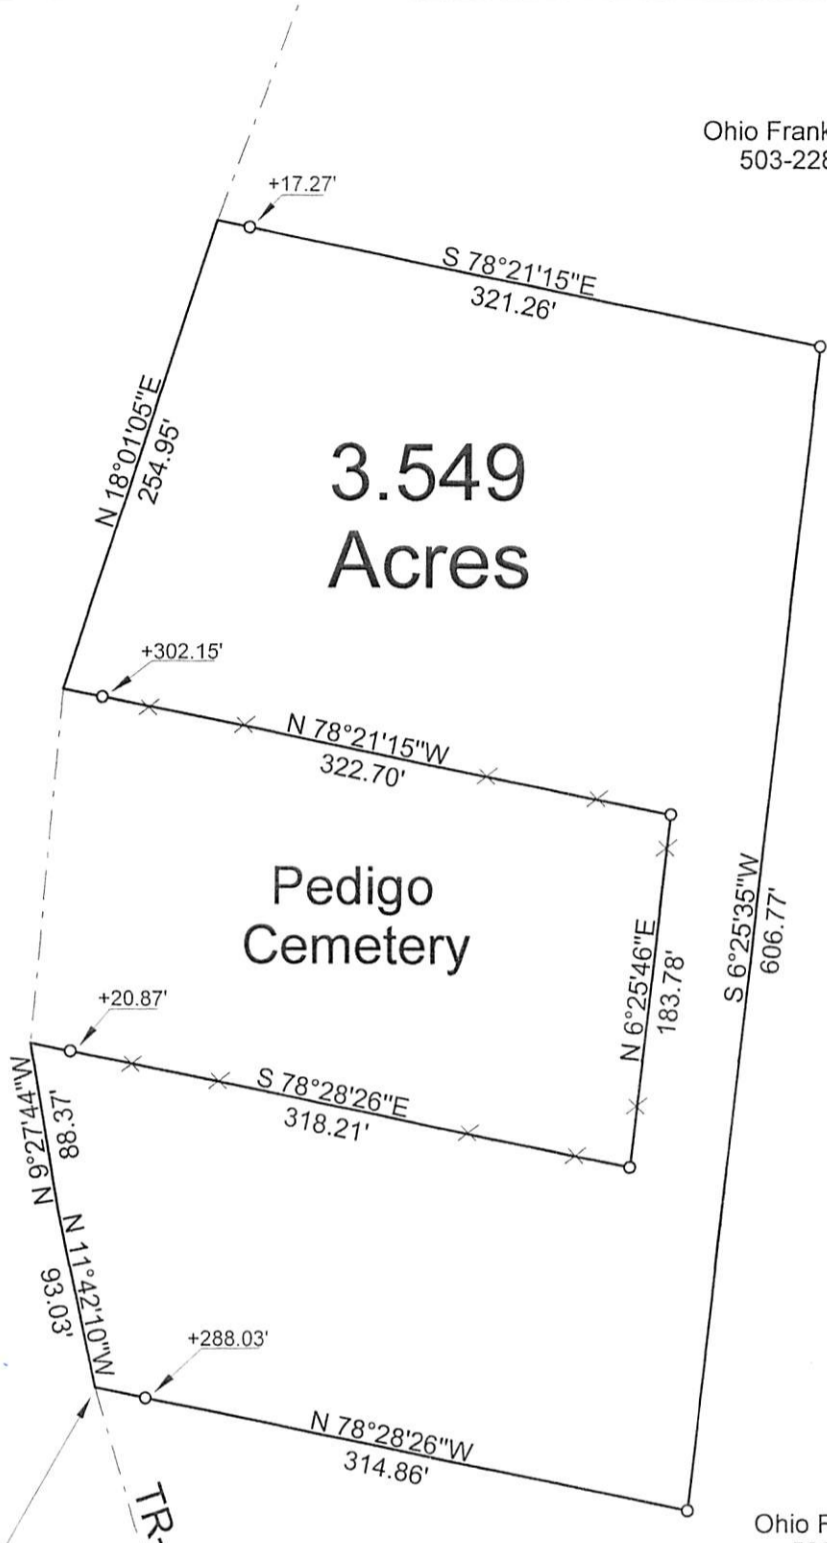 Ohio Frank
503-228
+17.27'
S 78°21'15"E
321.26'
N 18°01'05"E
254.95'
3.549
Acres
+302.15'
N 78°21'15"W
322.70'
Pedigo
Cemetery
S 6°25'35"W
606.77'
N 6°25'46"E
183.78'
+20.87'
S 78°28'26"E
318.21'
N 9°27'44"W
88.37'
N 11°42'10"W
93.03'
+288.03'
N 78°28'26"W
314.86'
TR-
Ohio F